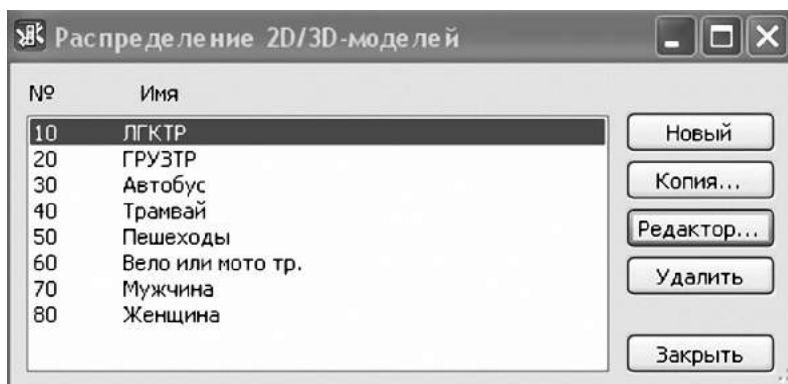 Распределение 2D/3D-моделей
№ Имя
10 ЛГКТР
20 ГРУЗТР
30 Автобус
40 Трамвай
50 Пешеходы
60 Вело или мото тр.
70 Мужчина
80 Женщина
Новый
Копия...
Редактор...
Удалить
Закрыть